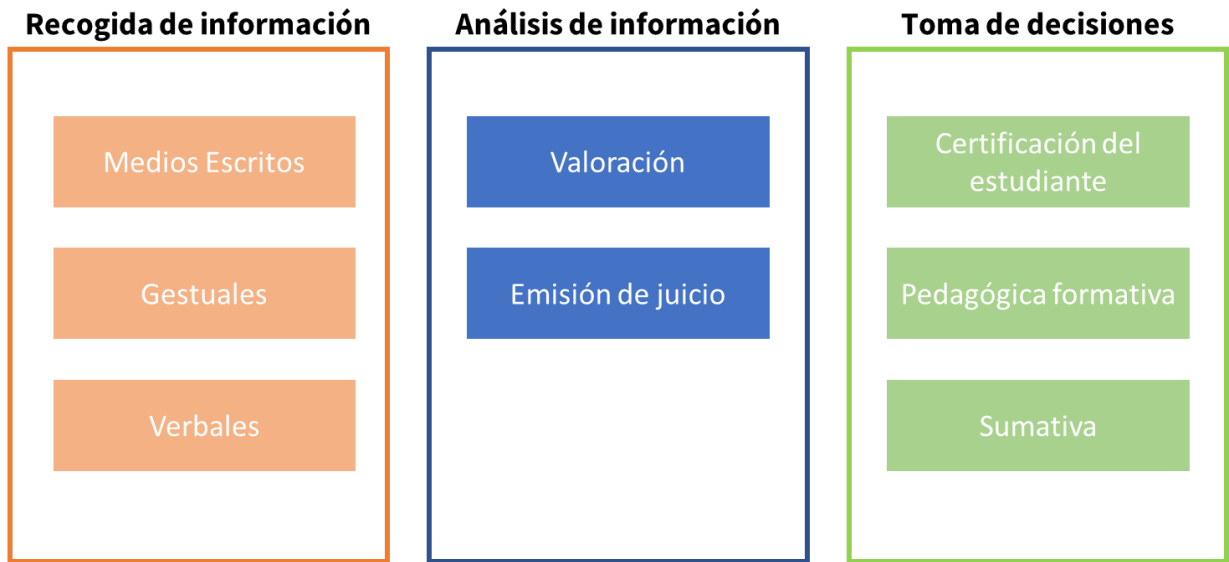 Recogida de información
Medios Escritos
Gestuales
Verbales
Análisis de información
Valoración
Emisión de juicio
Toma de decisiones
Certificación del
estudiante
Pedagógica formativa
Sumativa